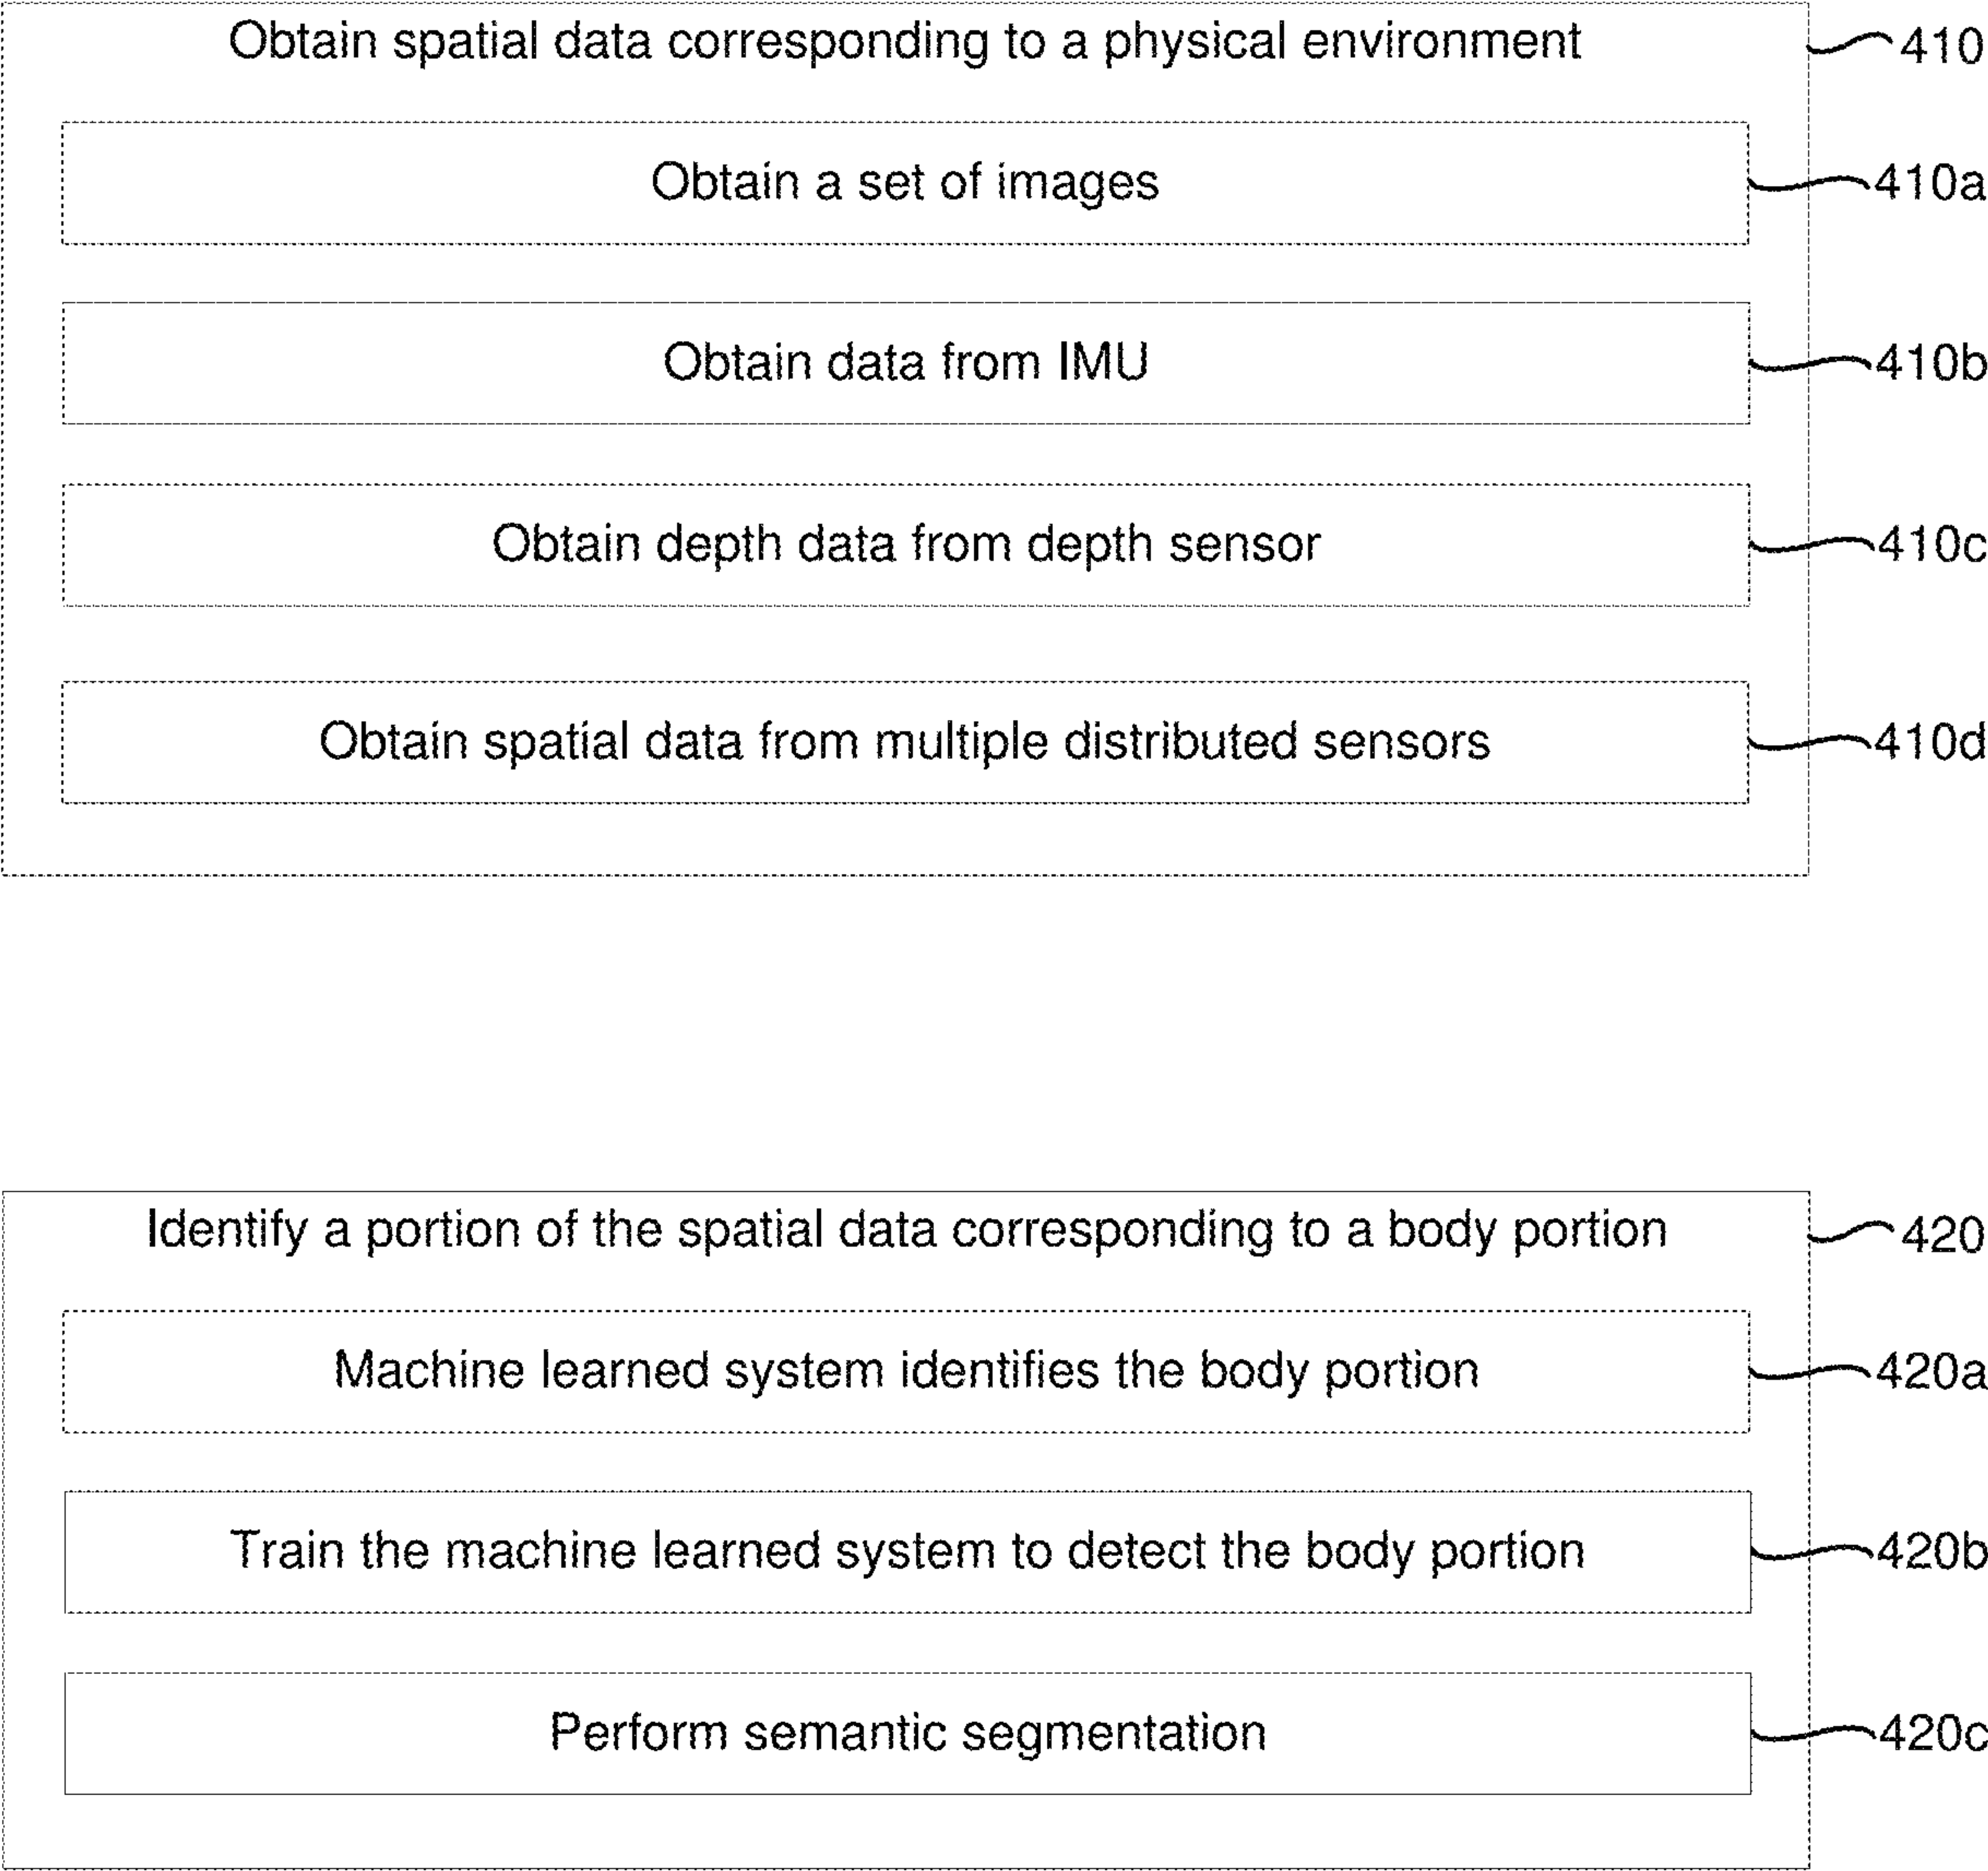 Obtain spatial data corresponding to a physical environment 410
Obtain a set of images 410a
Obtain data from IMU 410b
Obtain depth data from depth sensor 410c
Obtain spatial data from multiple distributed sensors 410d
Identify a portion of the spatial data corresponding to a body portion 420
Machine learned system identifies the body portion 420a
Train the machine learned system to detect the body portion 420b
Perform semantic segmentation 420c